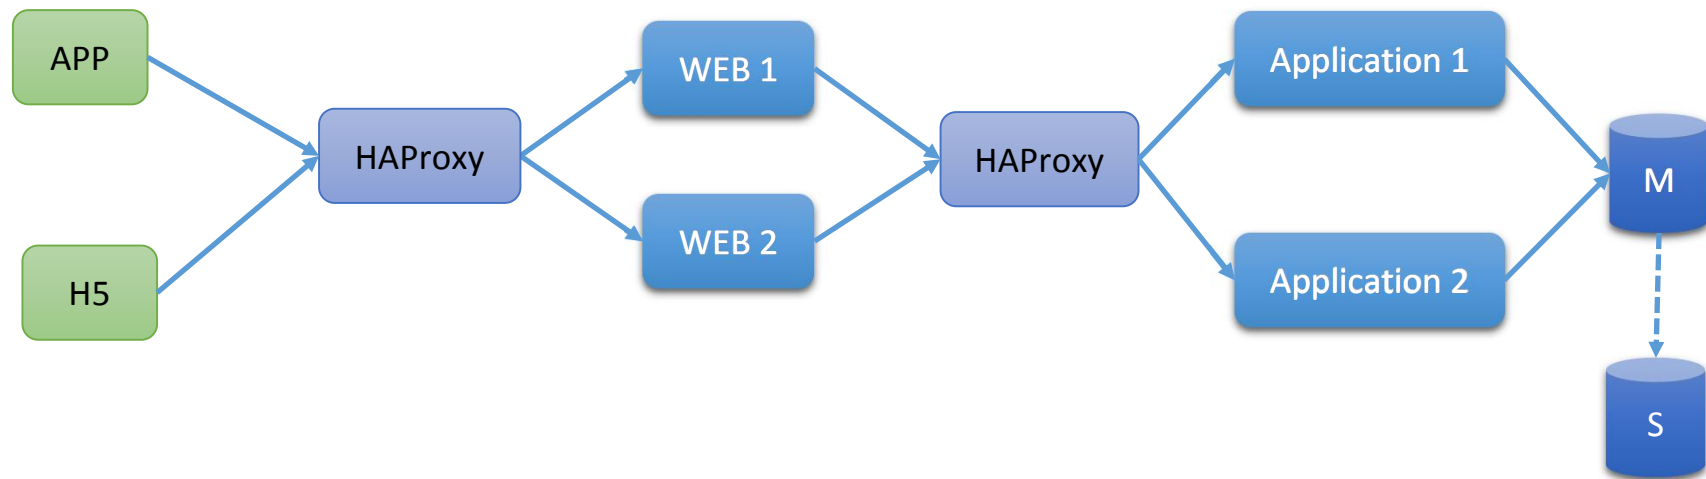 APP
H5
HAProxy
WEB 1
WEB 2
HAProxy
Application 1
Application 2
M
S